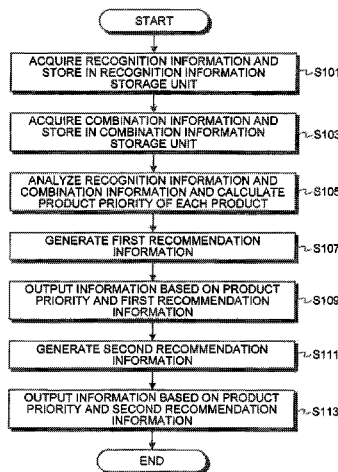 START
ACQUIRE RECOGNITION INFORMATION AND
STORE IN RECOGNITION INFORMATION
STORAGE UNIT
S101
ACQUIRE COMBINATION INFORMATION AND
STORE IN COMBINATION INFORMATION
STORAGE UNIT
S103
ANALYZE RECOGNITION INFORMATION AND
COMBINATION INFORMATION AND CALCULATE
PRODUCT PRIORITY OF EACH PRODUCT
S105
GENERATE FIRST RECOMMENDATION
INFORMATION
S107
OUTPUT INFORMATION BASED ON PRODUCT
PRIORITY AND FIRST RECOMMENDATION
INFORMATION
S109
GENERATE SECOND RECOMMENDATION
INFORMATION
S111
OUTPUT INFORMATION BASED ON PRODUCT
PRIORITY AND SECOND RECOMMENDATION
INFORMATION
S113
END